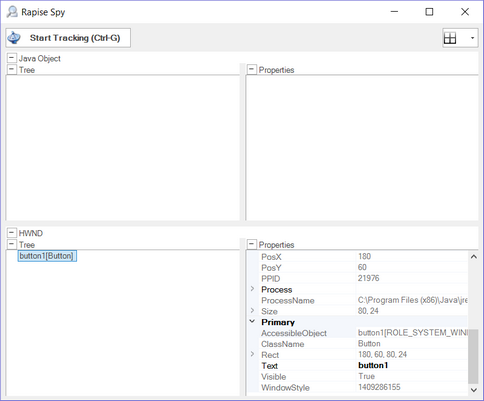 Rapise Spy
Start Tracking (Ctrl-G)
Java Object
Tree
Properties
HWND
Tree
button1[Button]
Properties
PosX 180
PosY 60
PPID 21976
Process
ProcessName C:\Program Files (x86)\Java\jre
Size 80, 24
Primary
AccessibleObject button1[ROLE_SYSTEM_WIN
ClassName Button
Rect 180, 60, 80, 24
Text button1
Visible True
WindowStyle 1409286155